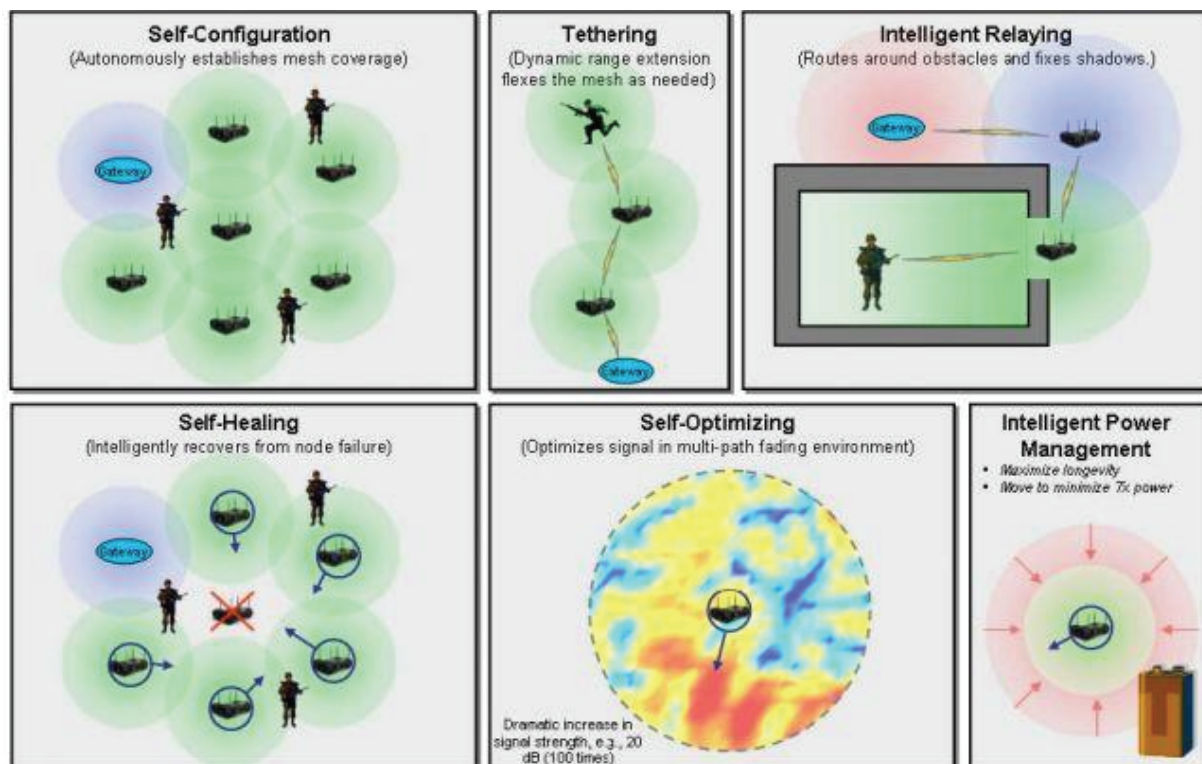 Self-Configuration
(Autonomously establishes mesh coverage)
Gateway
Tethering
(Dynamic range extension
flexes the mesh as needed)
Gateway
Intelligent Relaying
(Routes around obstacles and fixes shadows.)
Gateway
Self-Healing
(Intelligently recovers from node failure)
Gateway
Self-Optimizing
(Optimizes signal in multi-path fading environment)
Dramatic increase in
signal strength, e.g., 20
dB (100 times)
Intelligent Power
Management
• Maximize longevity
• Move to minimize Tx power